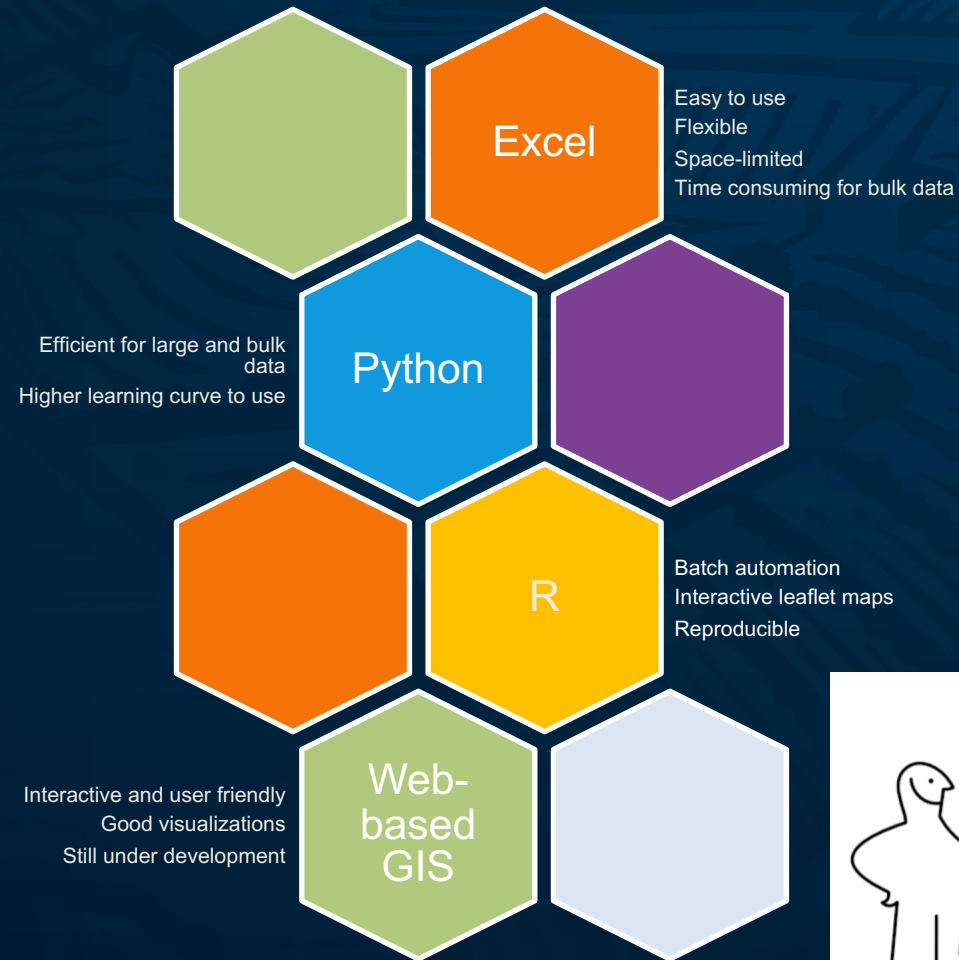 Excel
Easy to use
Flexible
Space-limited
Time consuming for bulk data
Efficient for large and bulk
data
Higher learning curve to use
Python
R
Batch automation
Interactive leaflet maps
Reproducible
Interactive and user friendly
Good visualizations
Still under development
Web-
based
GIS